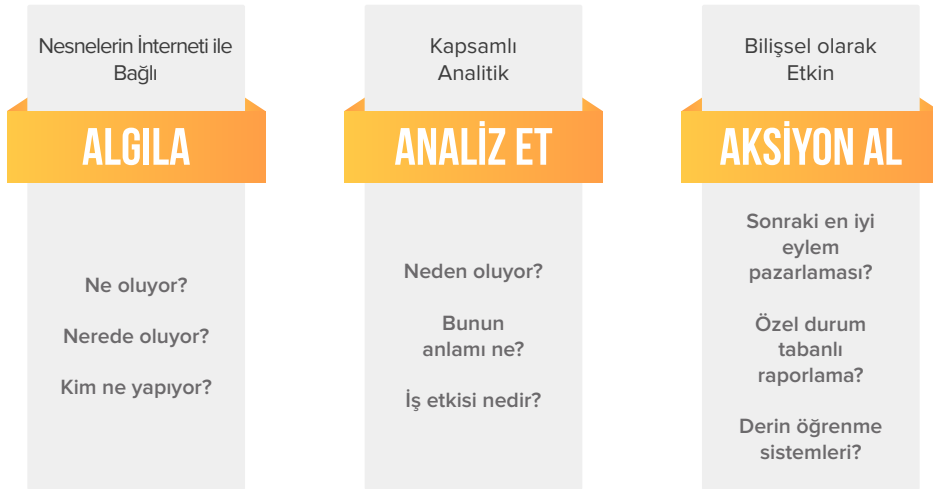 Nesnelerin İnterneti ile
Bağlı
ALGILA
Ne oluyor?
Nerede oluyor?
Kim ne yapıyor?
Kapsamlı
Analitik
ANALİZ ET
Neden oluyor?
Bunun
anlamı ne?
İş etkisi nedir?
Bilişsel olarak
Etkin
AKSİYON AL
Sonraki en iyi
eylem
pazarlaması?
Özel durum
tabanlı
raporlama?
Derin öğrenme
sistemleri?